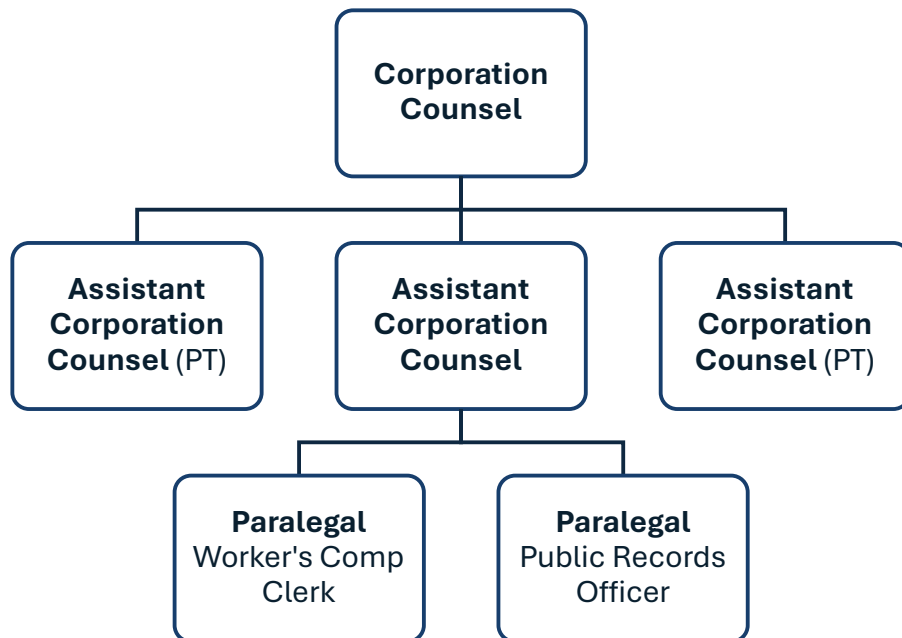 Corporation
Counsel
Assistant
Corporation
Counsel (PT)
Assistant
Corporation
Counsel
Assistant
Corporation
Counsel (PT)
Paralegal
Worker's Comp
Clerk
Paralegal
Public Records
Officer